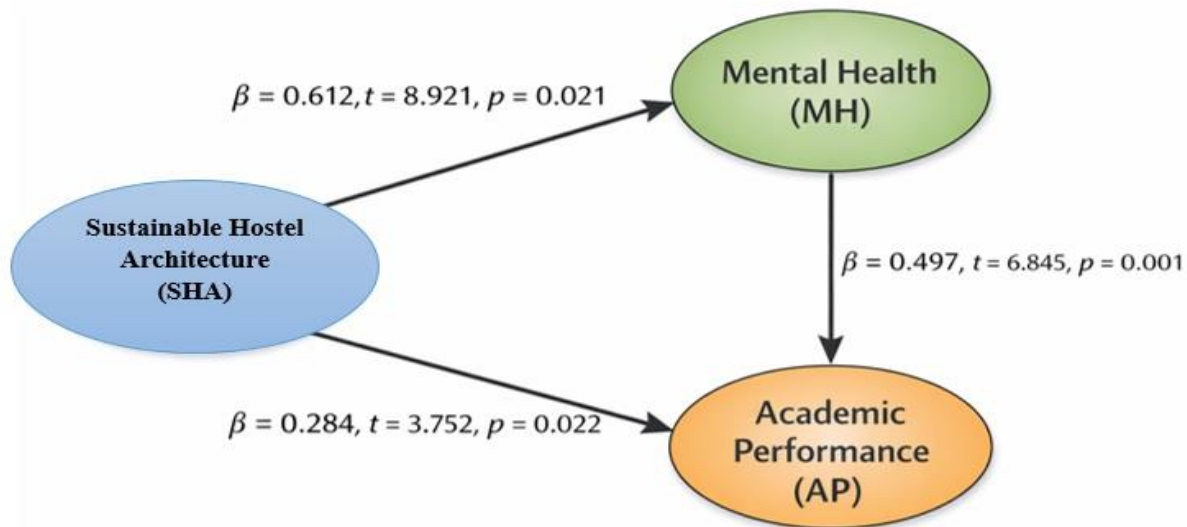 Mental Health
(MH)
β = 0.612, t = 8.921, p = 0.021
Sustainable Hostel
Architecture
(SHA)
β = 0.497, t = 6.845, p = 0.001
β = 0.284, t = 3.752, p = 0.022
Academic
Performance
(AP)